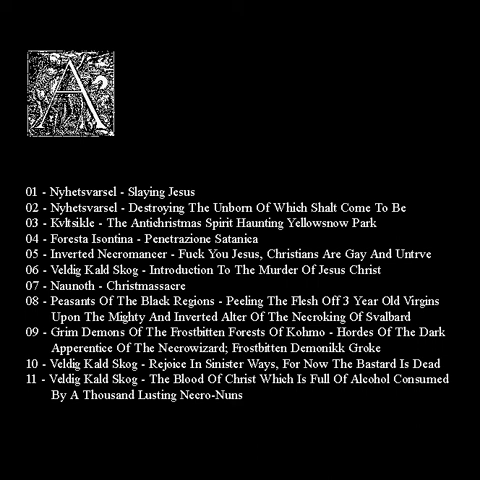 A
01 - Nyhetsvarsel - Slaying Jesus
02 - Nyhetsvarsel - Destroying The Unborn Of Which Shalt Come To Be
03 - Kvltsikle - The Antichristmas Spirit Haunting Yellowsnow Park
04 - Foresta Isontina - Penetrazione Satanica
05 - Inverted Necromancer - Fuck You Jesus, Christians Are Gay And Untrve
06 - Veldig Kald Skog - Introduction To The Murder Of Jesus Christ
07 - Naunoth - Christmassacre
08 - Peasants Of The Black Regions - Peeling The Flesh Off 3 Year Old Virgins
Upon The Mighty And Inverted Alter Of The Necroking Of Svalbard
09 - Grim Demons Of The Frostbitten Forests Of Kohmo - Hordes Of The Dark
Apperentice Of The Necrowizard; Frostbitten Demonikk Groke
10 - Veldig Kald Skog - Rejoice In Sinister Ways, For Now The Bastard Is Dead
11 - Veldig Kald Skog - The Blood Of Christ Which Is Full Of Alcohol Consumed
By A Thousand Lusting Necro-Nuns